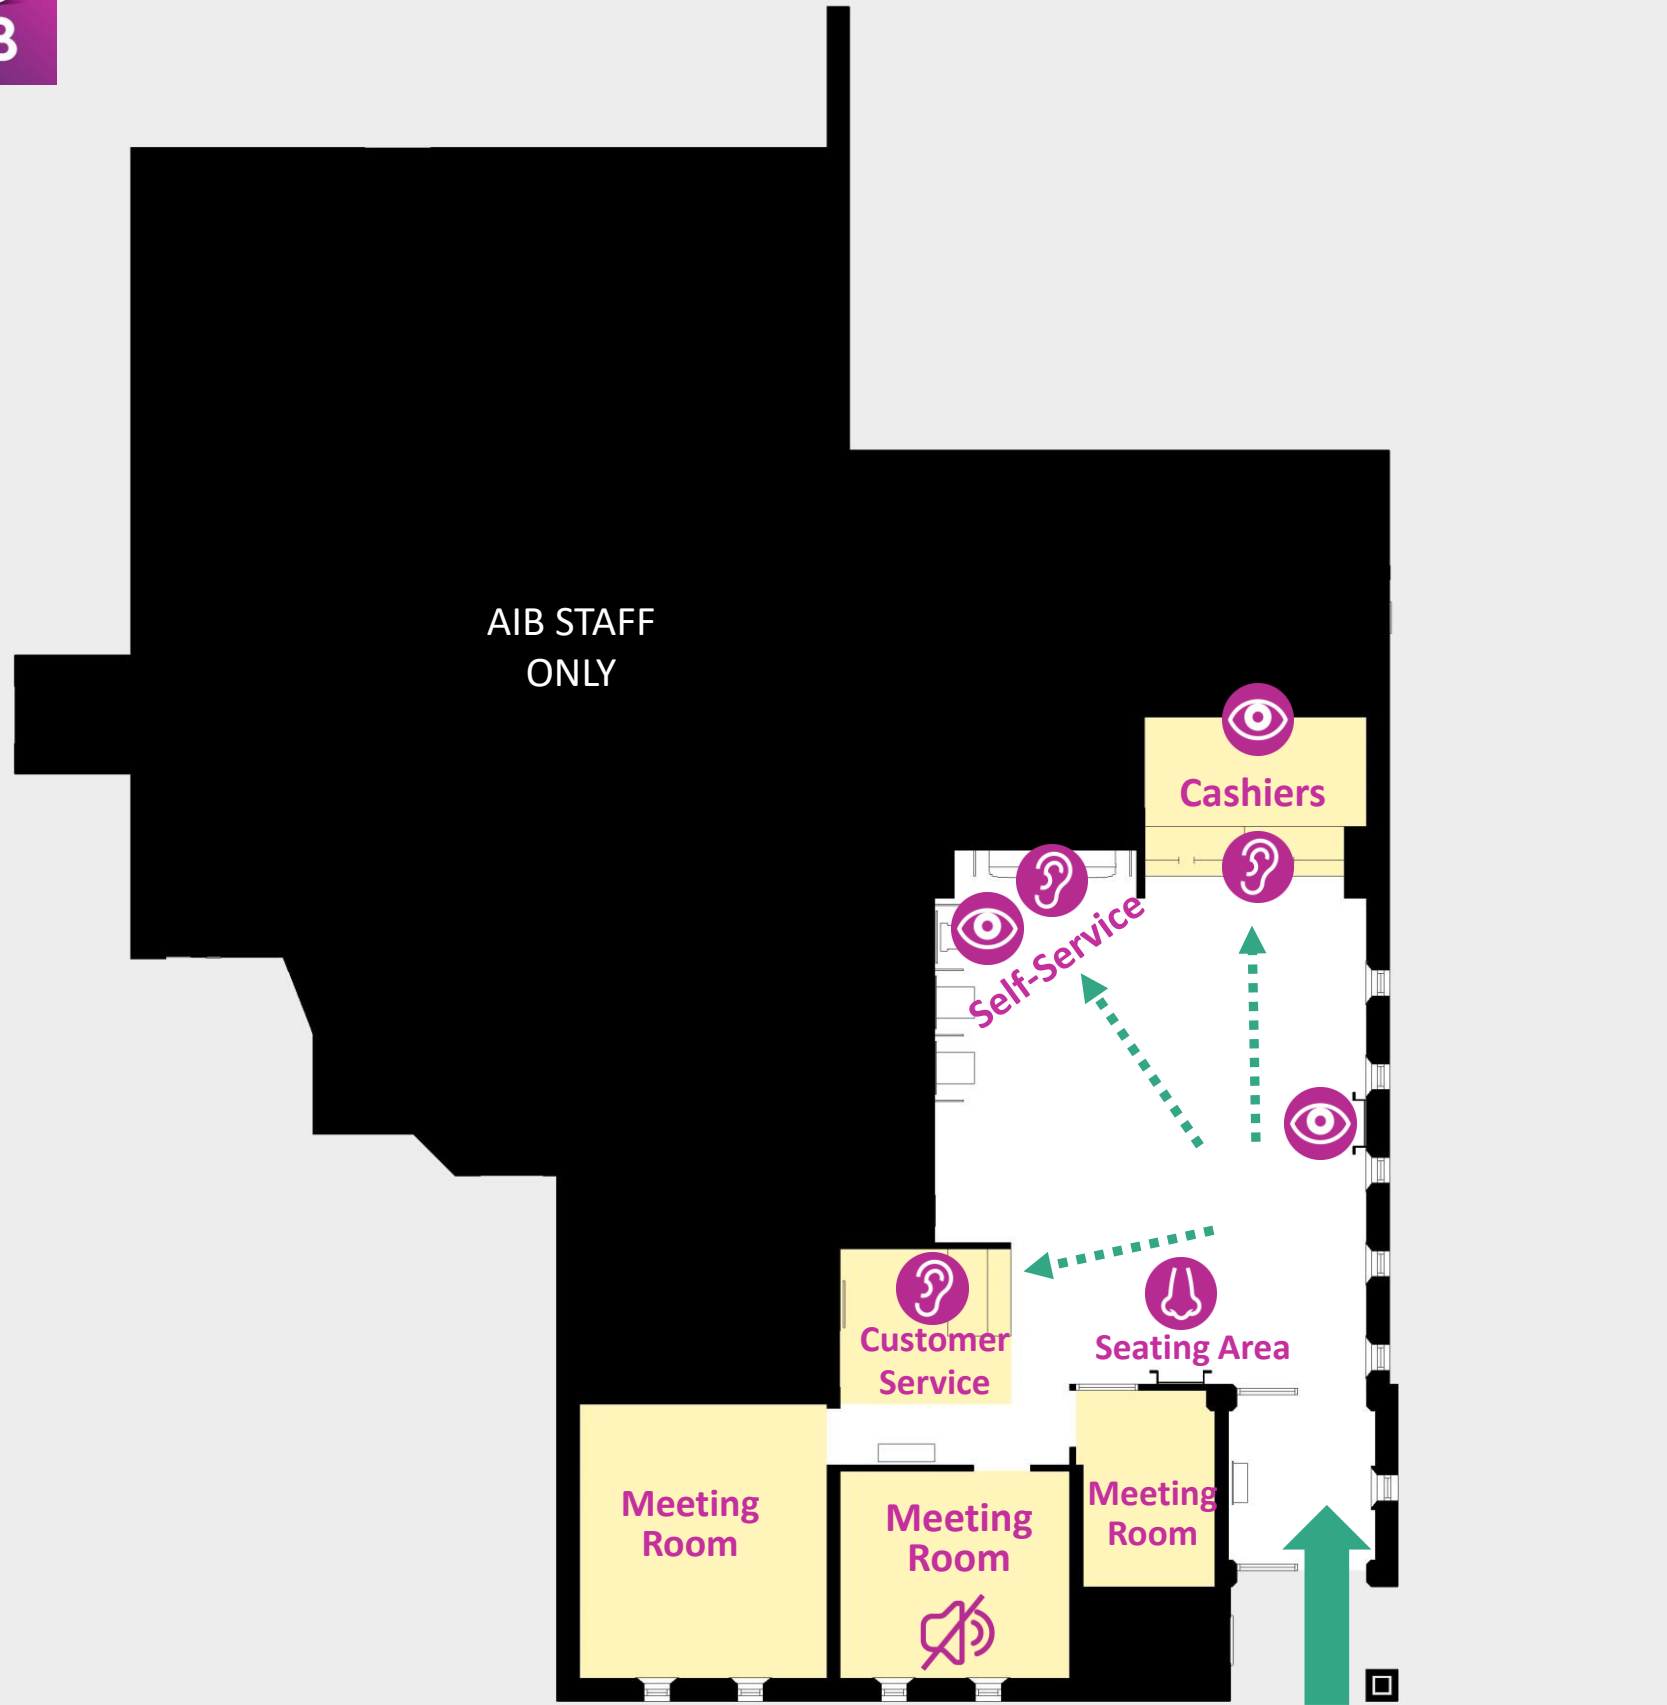 B
AIB STAFF
ONLY
Cashiers
Self-Service
Customer
Service
Seating Area
Meeting
Room
Meeting
Room
Meeting
Room